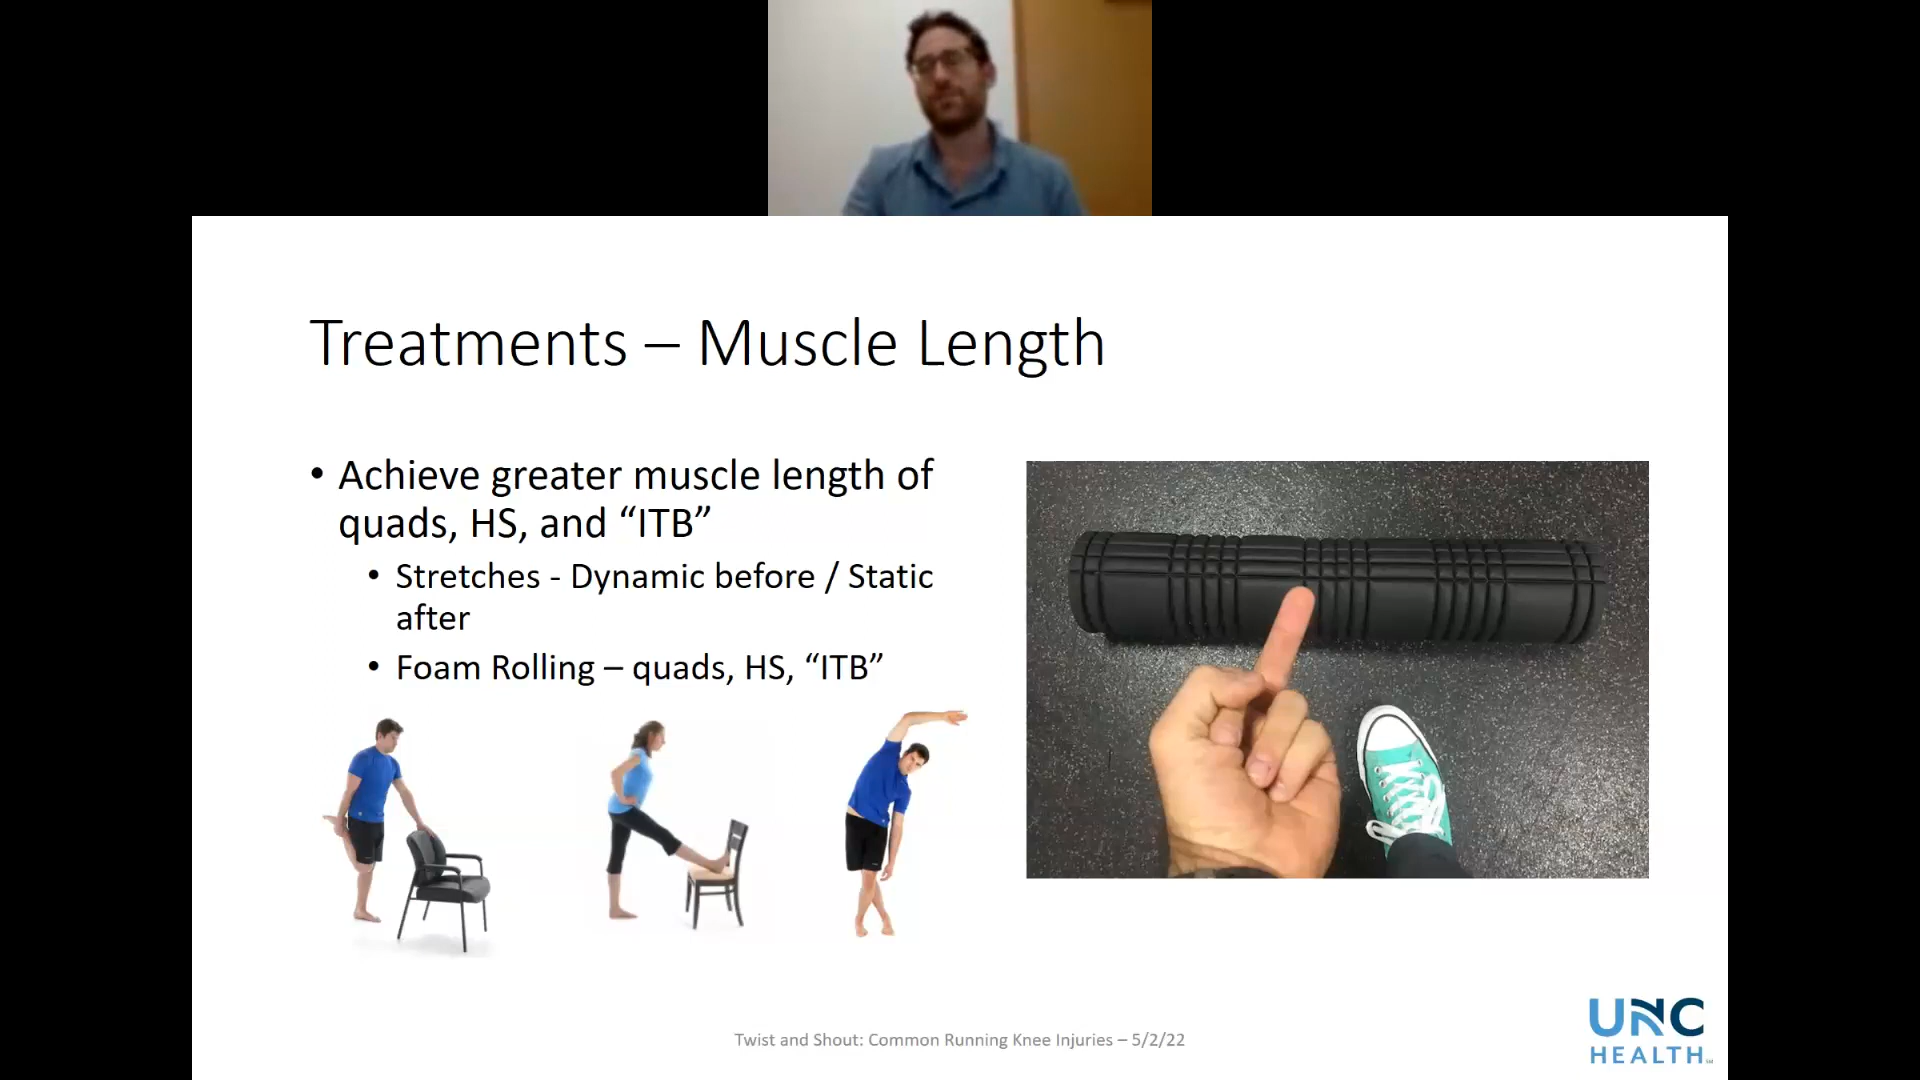 Treatments – Muscle Length
• Achieve greater muscle length of
quads, HS, and “ITB”
• Stretches - Dynamic before / Static
after
• Foam Rolling – quads, HS, “ITB”
Twist and Shout: Common Running Knee Injuries – 5/2/22
UNC
HEALTH